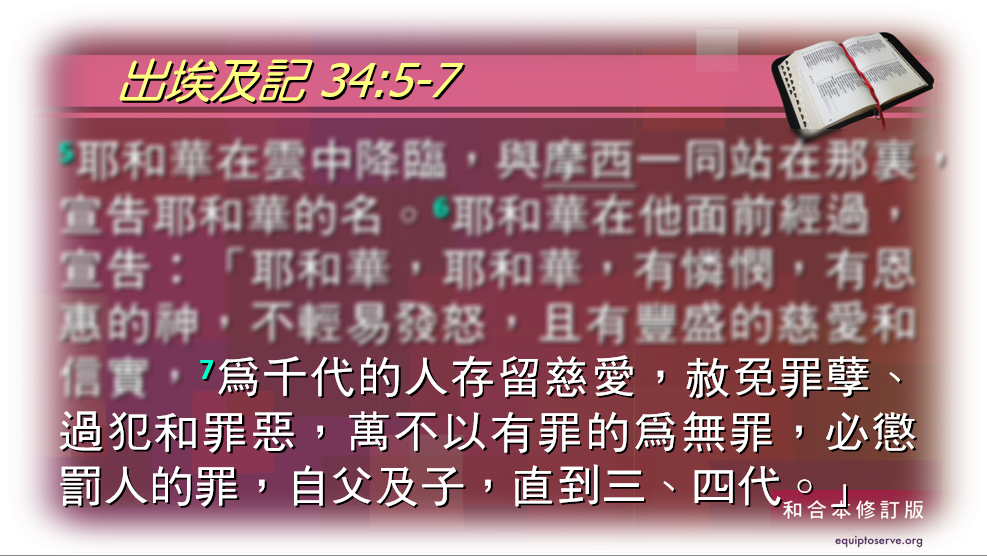 出埃及記 34:5-7
5耶和華在雲中降臨，與摩西一同站在那裏，
宣告耶和華的名。6耶和華在他面前經過，
宣告：「耶和華，耶和華，有憐憫，有恩
惠的神，不輕易發怒，且有豐盛的慈愛和
信實，7為千代的人存留慈愛，赦免罪孽、
過犯和罪惡，萬不以有罪的為無罪，必懲
罰人的罪，自父及子，直到三、四代。」
和合本修訂版
equiptoserve.org